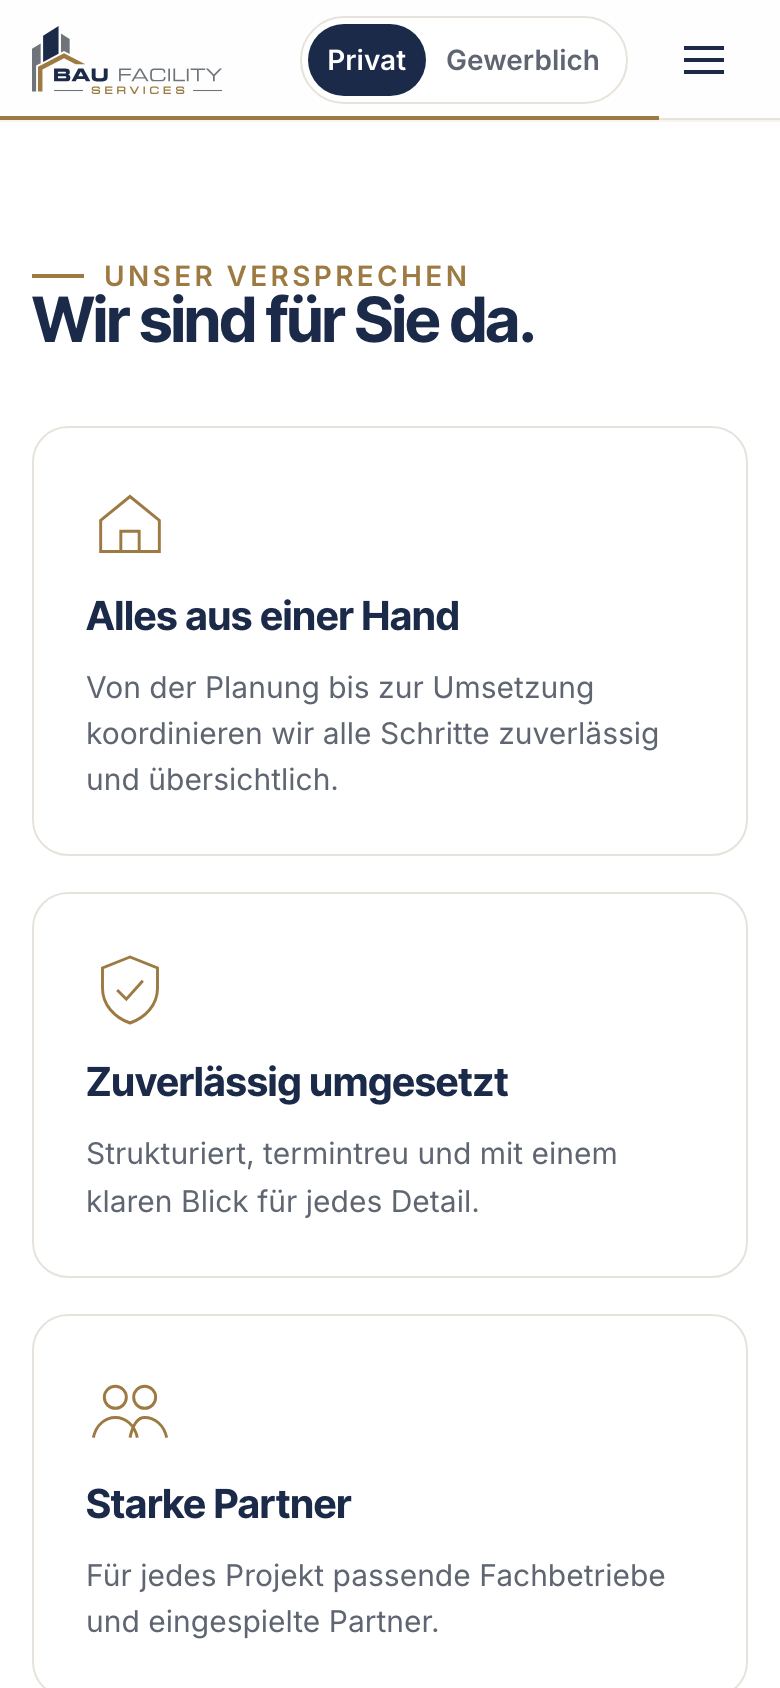 BAU FACILITY
SERVICES
Privat
Gewerblich
UNSER VERSPRECHEN
Wir sind für Sie da.
Alles aus einer Hand
Von der Planung bis zur Umsetzung
koordinieren wir alle Schritte zuverlässig
und übersichtlich.
Zuverlässig umgesetzt
Strukturiert, termintreu und mit einem
klaren Blick für jedes Detail.
Starke Partner
Für jedes Projekt passende Fachbetriebe
und eingespielte Partner.